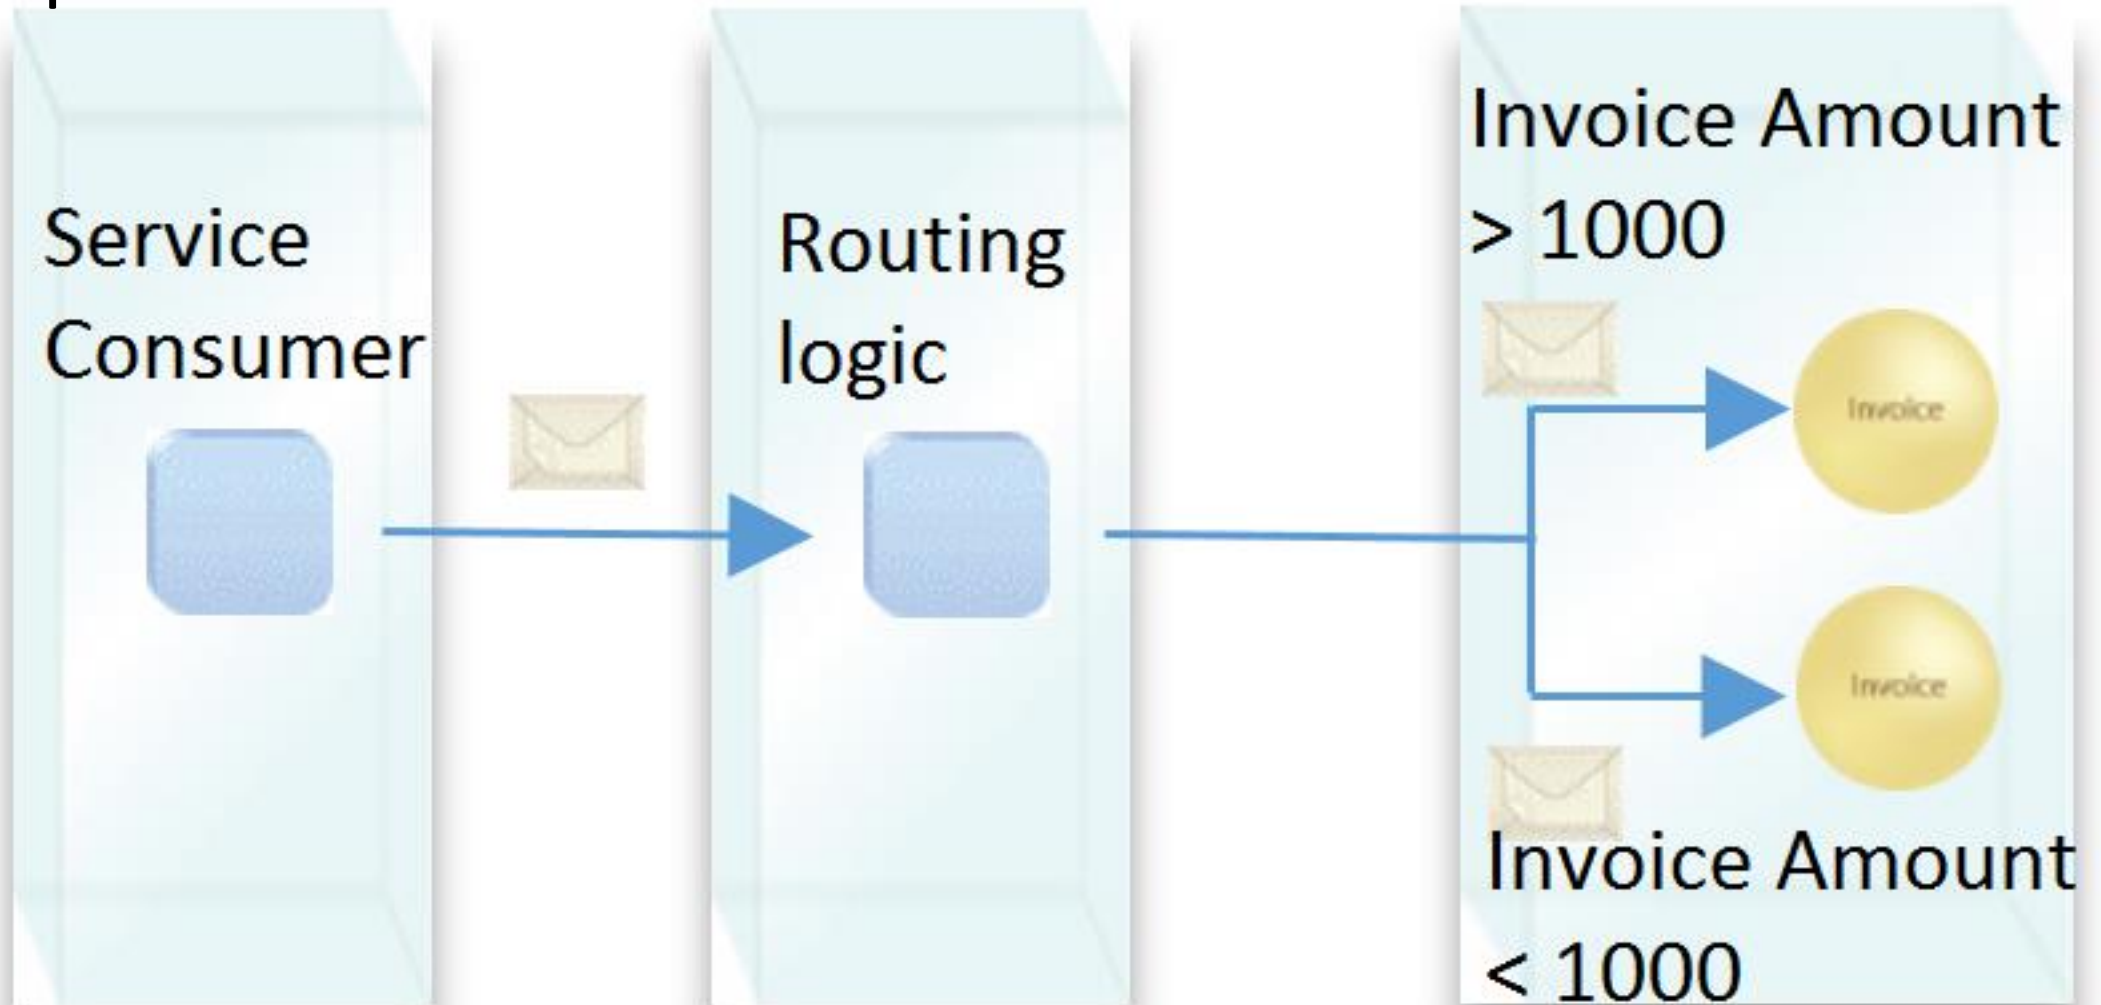 Service
Consumer
Routing
logic
Invoice Amount
> 1000
Invoice
Invoice
Invoice Amount
< 1000